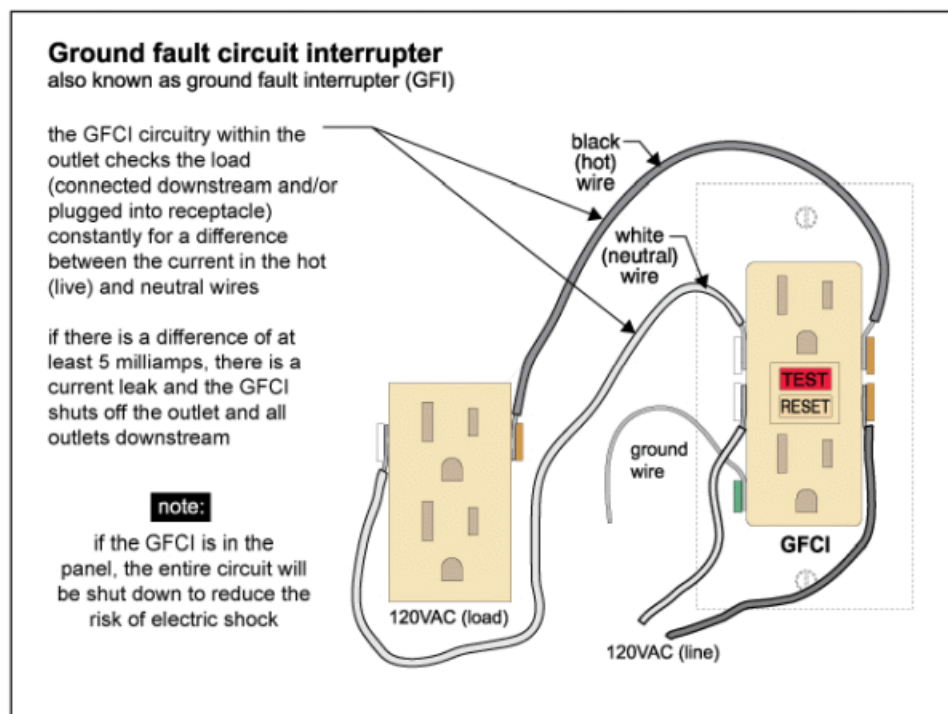 Ground fault circuit interrupter
also known as ground fault interrupter (GFI)
the GFCI circuitry within the
outlet checks the load
(connected downstream and/or
plugged into receptacle)
constantly for a difference
between the current in the hot
(live) and neutral wires
if there is a difference of at
least 5 milliamps, there is a
current leak and the GFCI
shuts off the outlet and all
outlets downstream
note:
if the GFCI is in the
panel, the entire circuit will
be shut down to reduce the
risk of electric shock
black
(hot)
wire
white
(neutral)
wire
TEST
RESET
ground
wire
GFCI
120VAC (load)
120VAC (line)